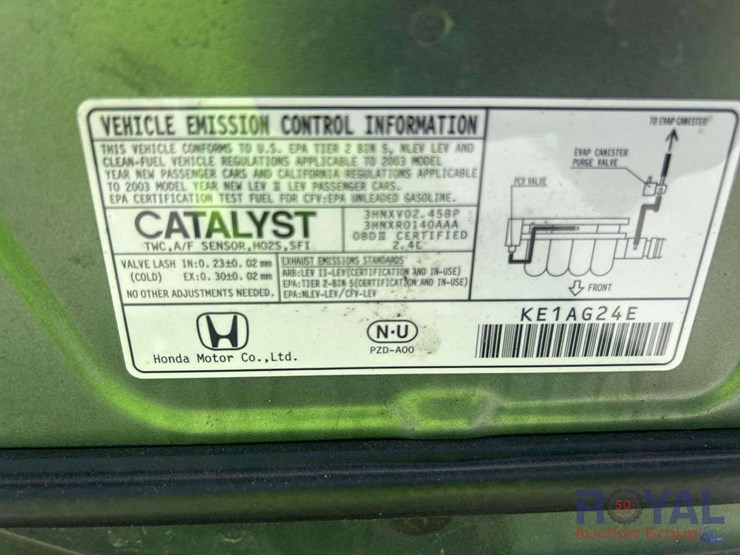 VEHICLE EMISSION CONTROL INFORMATION
THIS VEHICLE CONFORMS TO U.S. EPA TIER 2 BIN 5, NLEV LEV AND
CLEAN-FUEL VEHICLE REGULATIONS APPLICABLE TO 2003 MODEL
YEAR NEW PASSENGER CARS AND CALIFORNIA REGULATIONS APPLICABLE
TO 2003 MODEL YEAR NEW LEV II LEV PASSENGER CARS.
EPA CERTIFICATION TEST FUEL FOR CFV:EPA UNLEADED GASOLINE.
CATALYST
TWC,A/F SENSOR,HO2S,SFI
3HNXV02.45BP
3HNXR0140AAA
OBDII CERTIFIED
2.4L
VALVE LASH IN:0.23±0.02mm
(COLD) EX:0.30±0.02mm
NO OTHER ADJUSTMENTS NEEDED.
EXHAUST EMISSIONS STANDARDS
ARB:LEV II-LEV(CERTIFICATION AND IN-USE)
EPA:TIER 2-BIN 5(CERTIFICATION AND IN-USE)
EPA:NLEV-LEV/CFV-LEV
TO EVAP CANISTER
EVAP CANISTER
PURGE VALVE
PCV VALVE
FRONT
Honda Motor Co.,Ltd.
N·U
PZD-A00
KE1AG24E
50
ROYAL
Auction Group